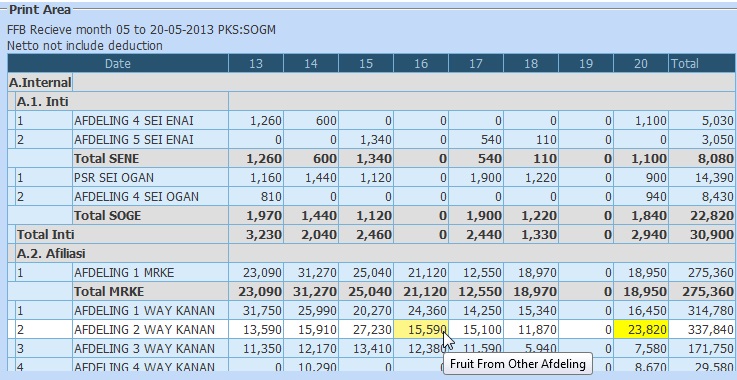 Print Area
FFB Recieve month 05 to 20-05-2013 PKS:SOGM
Netto not include deduction
Date 13 14 15 16 17 18 19 20 Total
A.Internal
A.1. Inti
1 AFDELING 4 SEI ENAI 1,260 600 0 0 0 0 0 1,100 5,030
2 AFDELING 5 SEI ENAI 0 0 1,340 0 540 110 0 0 3,050
Total SENE 1,260 600 1,340 0 540 110 0 1,100 8,080
1 PSR SEI OGAN 1,160 1,440 1,120 0 1,900 1,220 0 900 14,390
2 AFDELING 4 SEI OGAN 810 0 0 0 0 0 0 940 8,430
Total SOGE 1,970 1,440 1,120 0 1,900 1,220 0 1,840 22,820
Total Inti 3,230 2,040 2,460 0 2,440 1,330 0 2,940 30,900
A.2. Afiliasi
1 AFDELING 1 MRKE 23,090 31,270 25,040 21,120 12,550 18,970 0 18,950 275,360
Total MRKE 23,090 31,270 25,040 21,120 12,550 18,970 0 18,950 275,360
1 AFDELING 1 WAY KANAN 31,750 25,990 20,270 24,360 14,250 15,340 0 16,450 314,780
2 AFDELING 2 WAY KANAN 13,590 15,910 27,230 15,590 15,100 11,870 0 23,820 337,840
3 AFDELING 3 WAY KANAN 11,350 12,170 13,410 12,380 11,590 5,940 0 7,580 171,750
4 AFDELING 4 WAY KANAN 0 10,290 0 0 8,670 29,580
Fruit From Other Afdeling